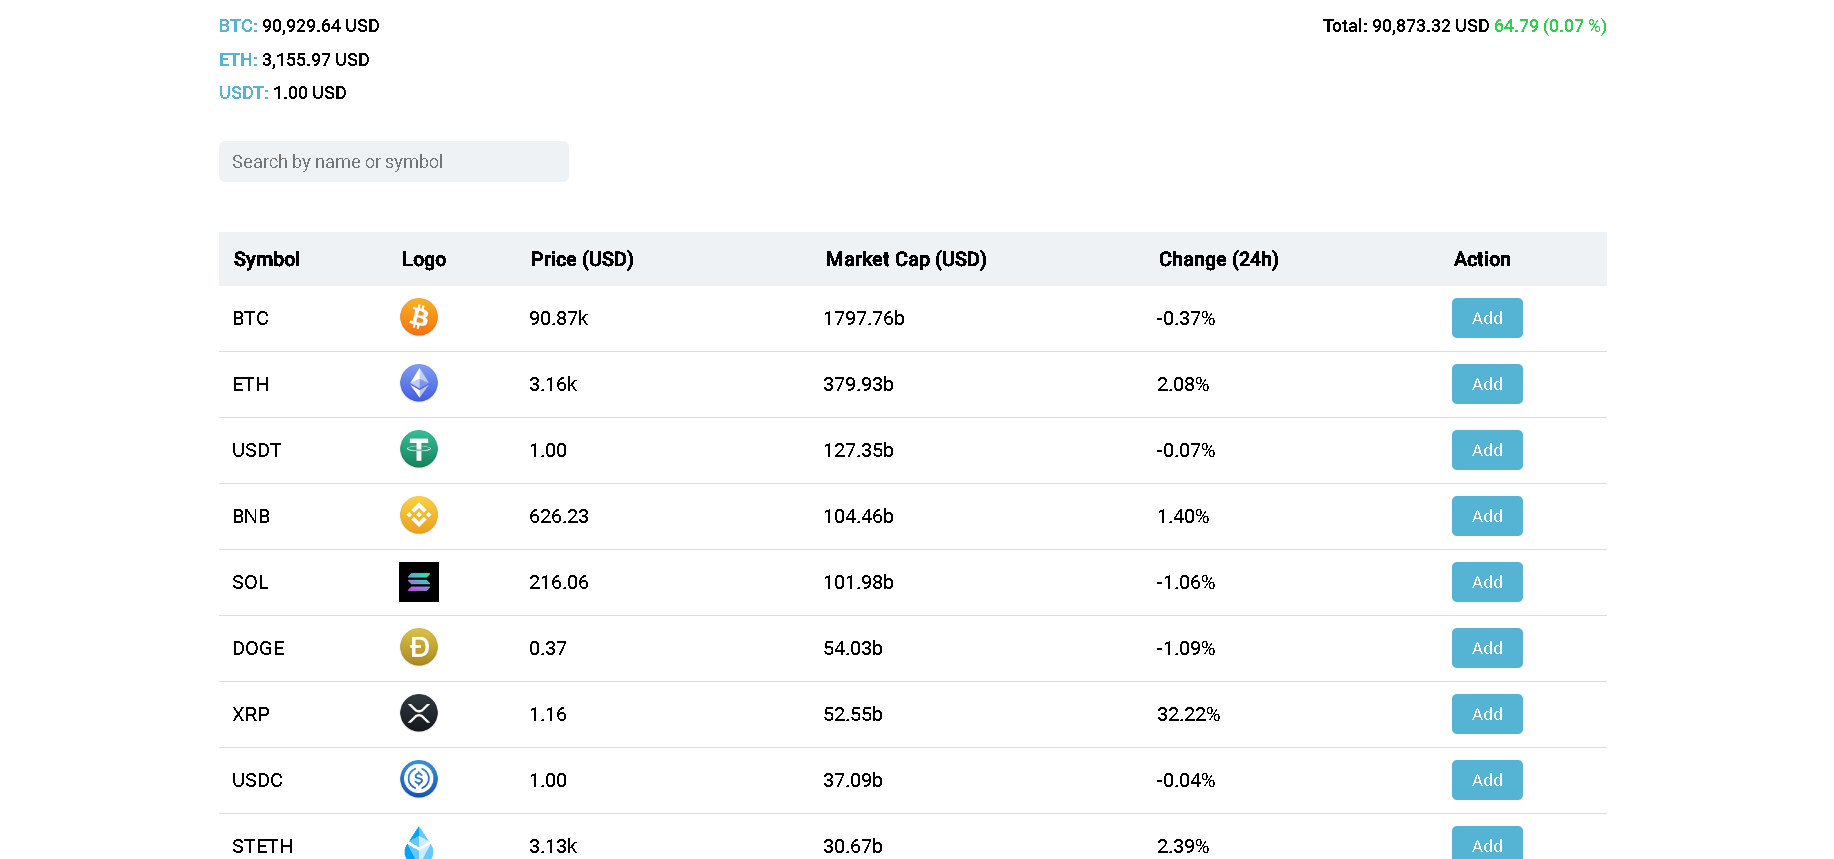 BTC: 90,929.64 USD
Total: 90,873.32 USD 64.79 (0.07 %)
ETH: 3,155.97 USD
USDT: 1.00 USD
Search by name or symbol
Symbol Logo Price (USD) Market Cap (USD) Change (24h) Action
BTC 90.87k 1797.76b -0.37% Add
ETH 3.16k 379.93b 2.08% Add
USDT 1.00 127.35b -0.07% Add
BNB 626.23 104.46b 1.40% Add
SOL 216.06 101.98b -1.06% Add
DOGE 0.37 54.03b -1.09% Add
XRP 1.16 52.55b 32.22% Add
USDC 1.00 37.09b -0.04% Add
STETH 3.13k 30.67b 2.39% Add